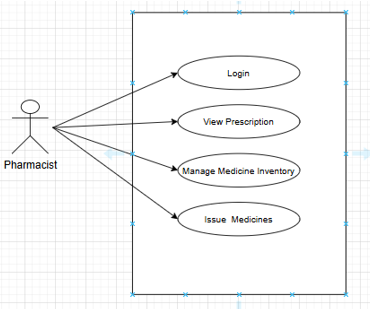 Login
View Prescription
Pharmacist
Manage Medicine Inventory
Issue Medicines